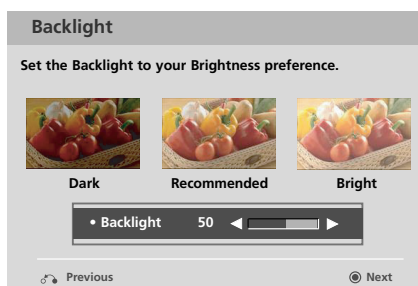 Backlight
Set the Backlight to your Brightness preference.
Dark Recommended Bright
• Backlight 50 ◀ ▶
Previous Next